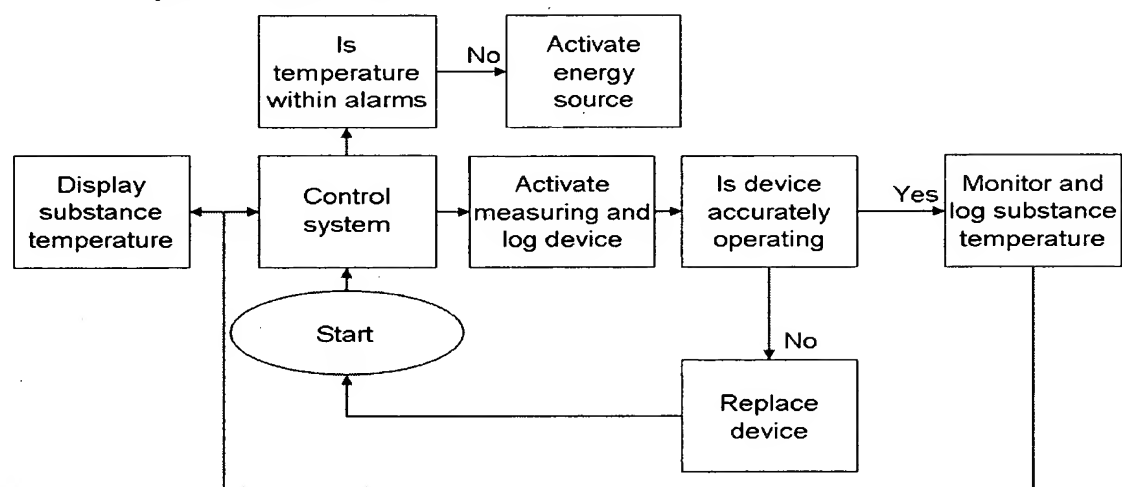 Is
temperature
within alarms
No
Activate
energy
source
Display
substance
temperature
Control
system
Activate
measuring and
log device
Is device
accurately
operating
Yes
Monitor and
log substance
temperature
Start
No
Replace
device